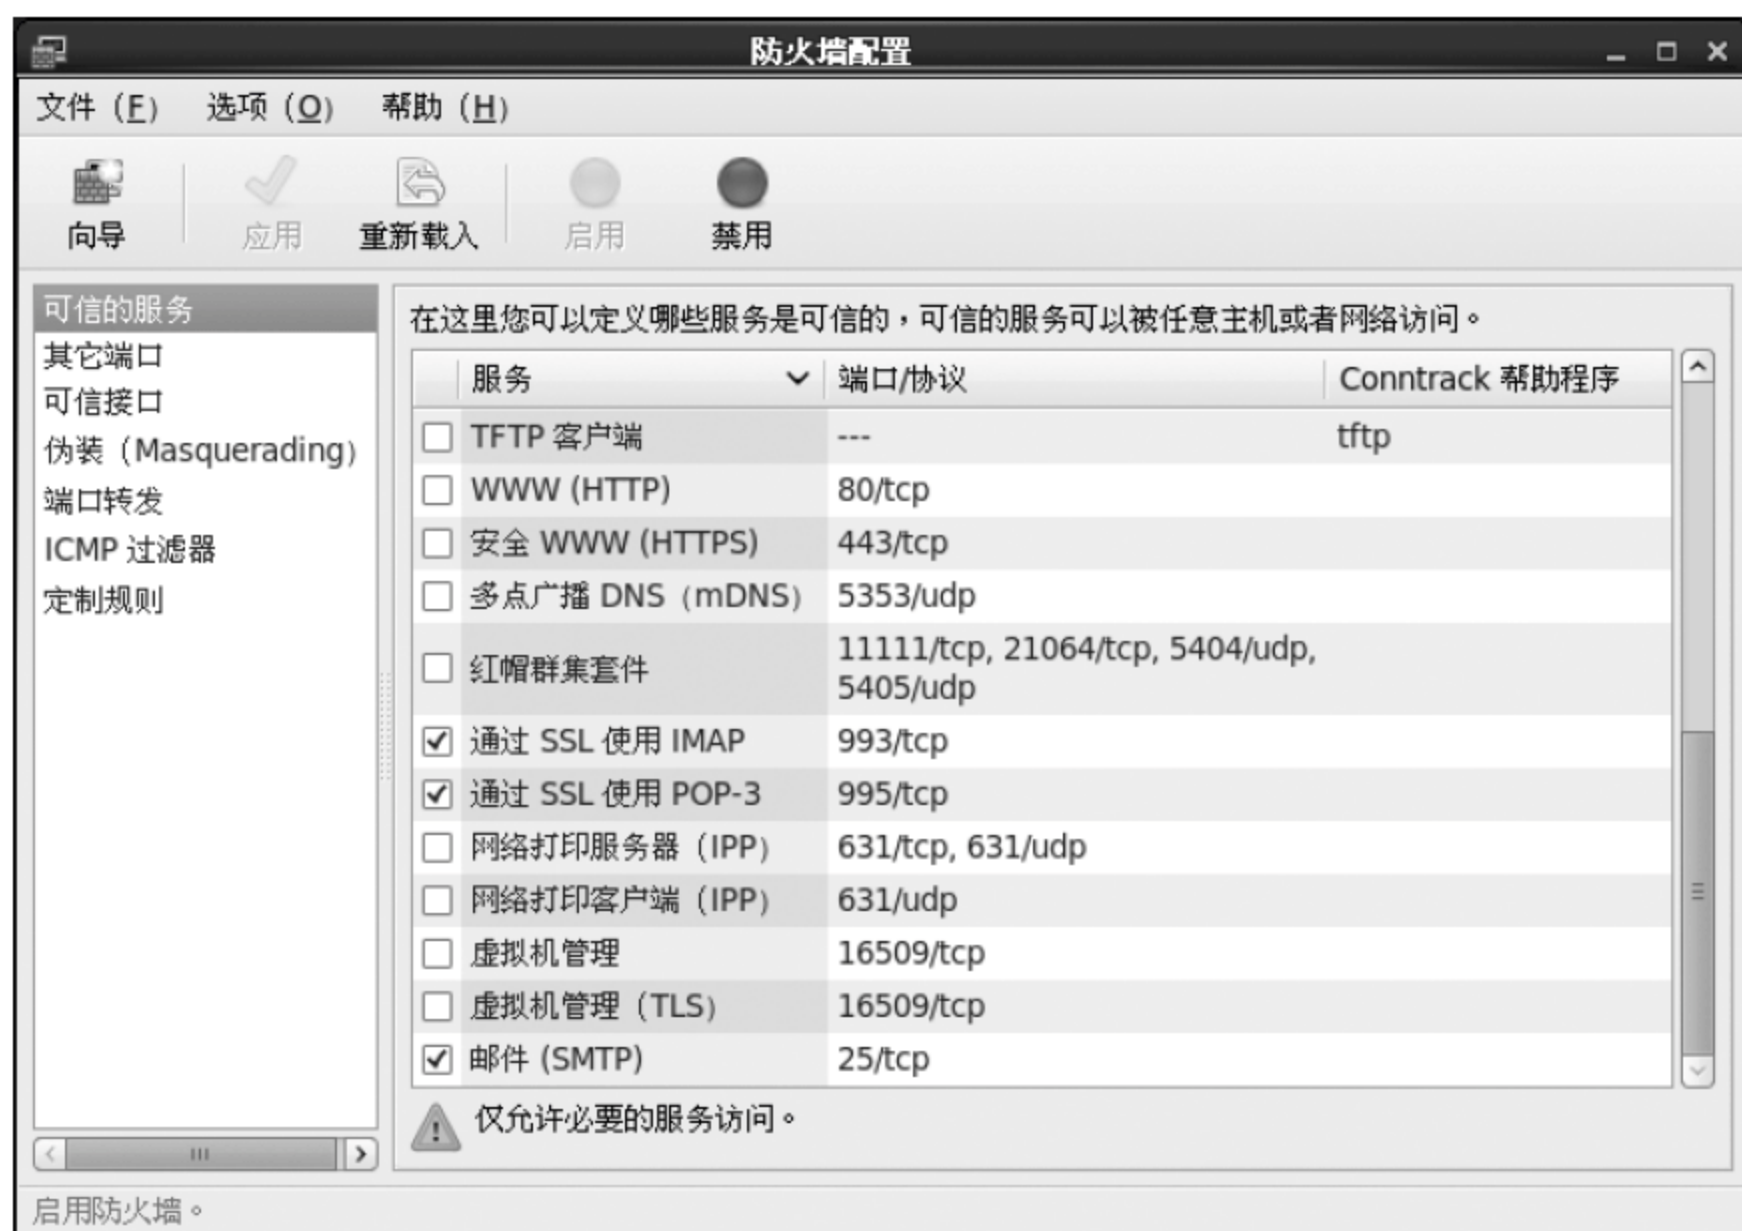 防火墙配置
文件（F） 选项（O） 帮助（H）
向导 应用 重新载入 启用 禁用
可信的服务
其它端口
可信接口
伪装（Masquerading）
端口转发
ICMP 过滤器
定制规则
在这里您可以定义哪些服务是可信的，可信的服务可以被任意主机或者网络访问。
服务 端口/协议 Conntrack 帮助程序
TFTP 客户端 --- tftp
WWW (HTTP) 80/tcp
安全 WWW (HTTPS) 443/tcp
多点广播 DNS（mDNS） 5353/udp
红帽群集套件 11111/tcp, 21064/tcp, 5404/udp,
5405/udp
通过 SSL 使用 IMAP 993/tcp
通过 SSL 使用 POP-3 995/tcp
网络打印服务器（IPP） 631/tcp, 631/udp
网络打印客户端（IPP） 631/udp
虚拟机管理 16509/tcp
虚拟机管理（TLS） 16509/tcp
邮件 (SMTP) 25/tcp
仅允许必要的服务访问。
启用防火墙。